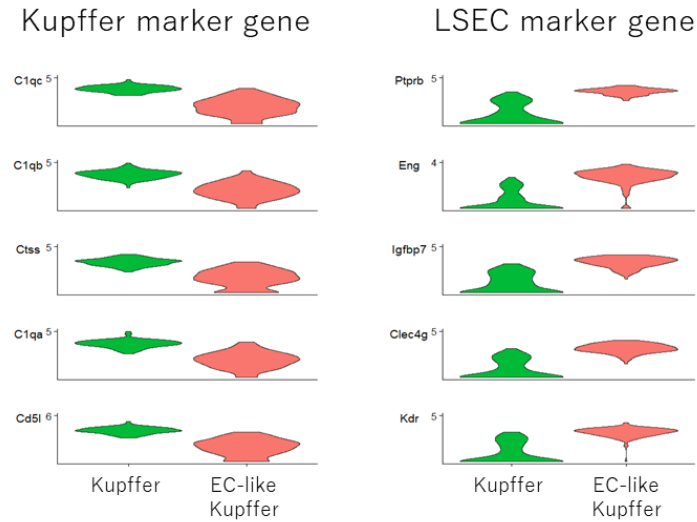 Kupffer marker gene
C1qc 5
C1qb 5
Ctss 5
C1qa 5
Cd5l 6
Kupffer
EC-like
Kupffer
LSEC marker gene
Ptprb 5
Eng 4
Igfbp7 5
Clec4g 5
Kdr 5
Kupffer
EC-like
Kupffer